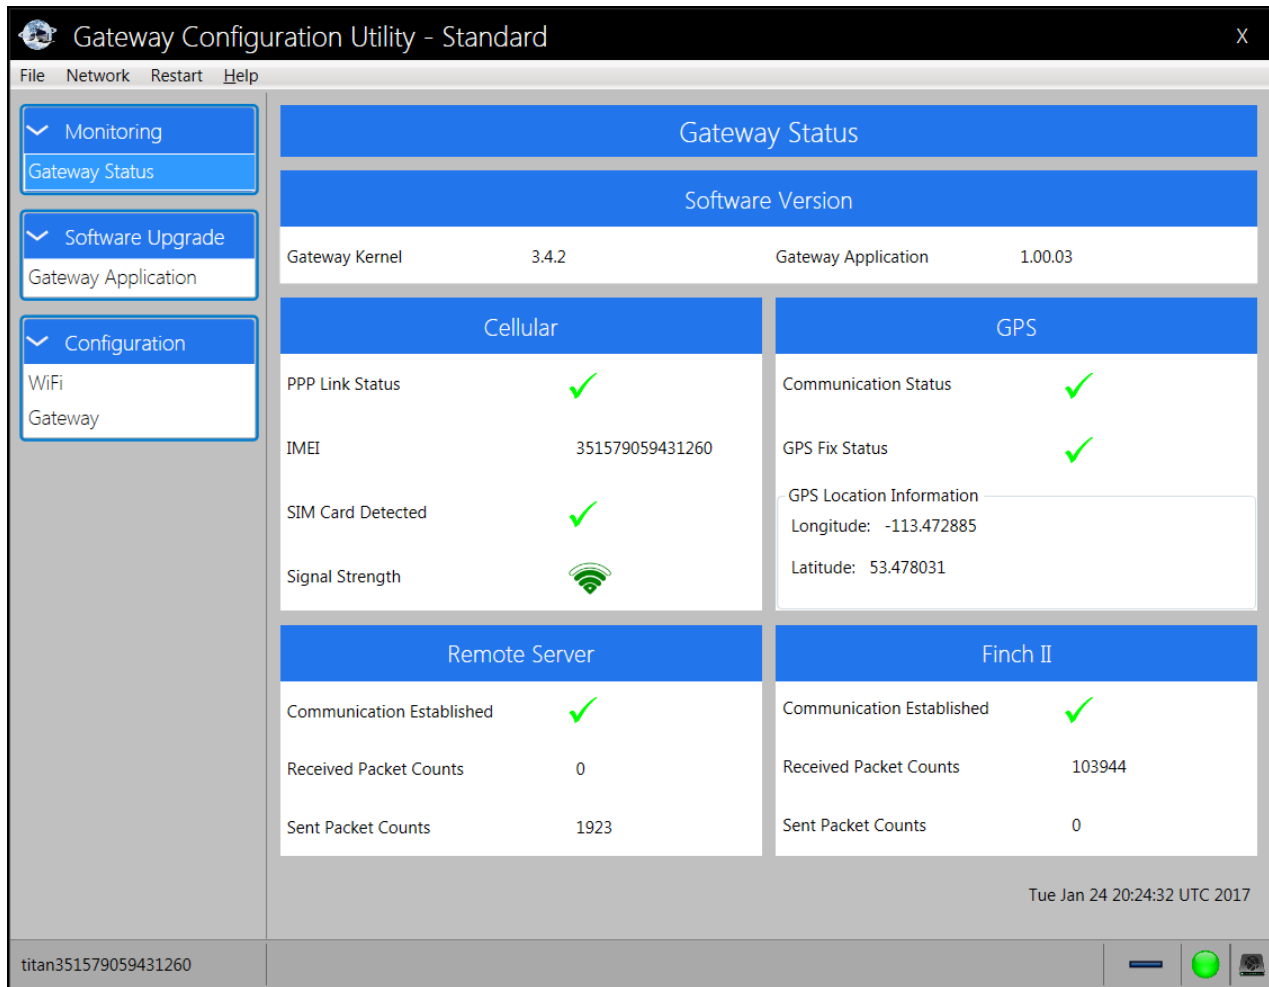 Gateway Configuration Utility - Standard X
File Network Restart Help
Monitoring
Gateway Status
Software Upgrade
Gateway Application
Configuration
WiFi
Gateway
Gateway Status
Software Version
Gateway Kernel 3.4.2 Gateway Application 1.00.03
Cellular
PPP Link Status
IMEI 351579059431260
SIM Card Detected
Signal Strength
GPS
Communication Status
GPS Fix Status
GPS Location Information
Longitude: -113.472885
Latitude: 53.478031
Remote Server
Communication Established
Received Packet Counts 0
Sent Packet Counts 1923
Finch II
Communication Established
Received Packet Counts 103944
Sent Packet Counts 0
Tue Jan 24 20:24:32 UTC 2017
titan351579059431260